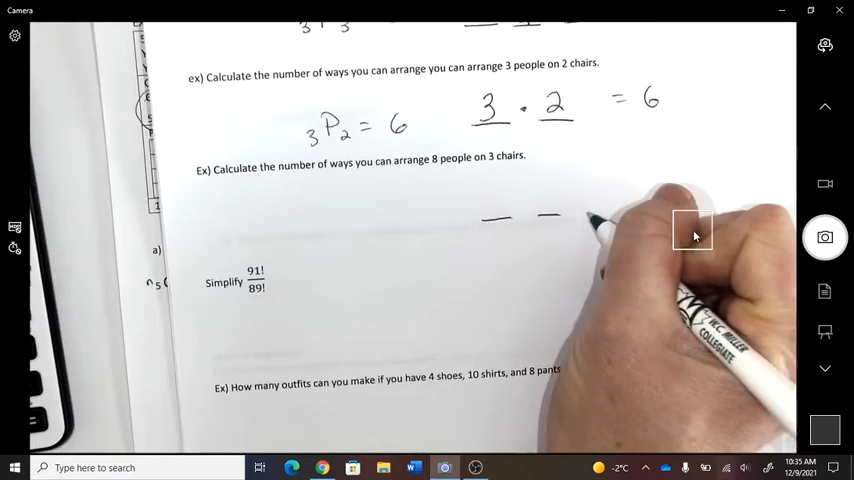 Camera
3 P 3
ex) Calculate the number of ways you can arrange you can arrange 3 people on 2 chairs.
3P2 = 6 3 · 2 = 6
Ex) Calculate the number of ways you can arrange 8 people on 3 chairs.
a)
Simplify 91!/89!
Ex) How many outfits can you make if you have 4 shoes, 10 shirts, and 8 pants
W.C MILLER
COLLEGIATE
Type here to search
-2°C
10:35 AM
12/9/2021